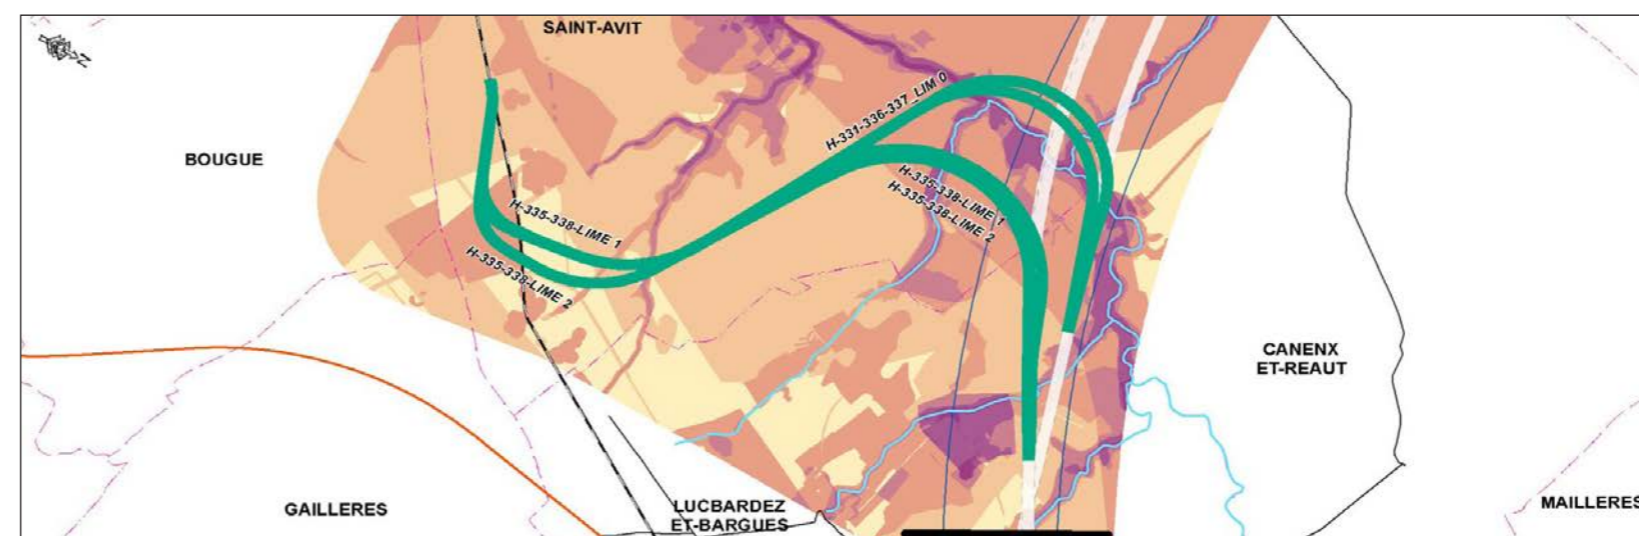 SAINT-AVIT
N
BOUGUE
H-331-336-337_LIM 0
H-335-338-LIME 1
H-335-338-LIME 2
H-335-338-LIME 1
H-335-338-LIME 2
CANENX
ET-REAUT
GAILLERES
LUCBARDEZ
ET-BARGUES
MAILLERES